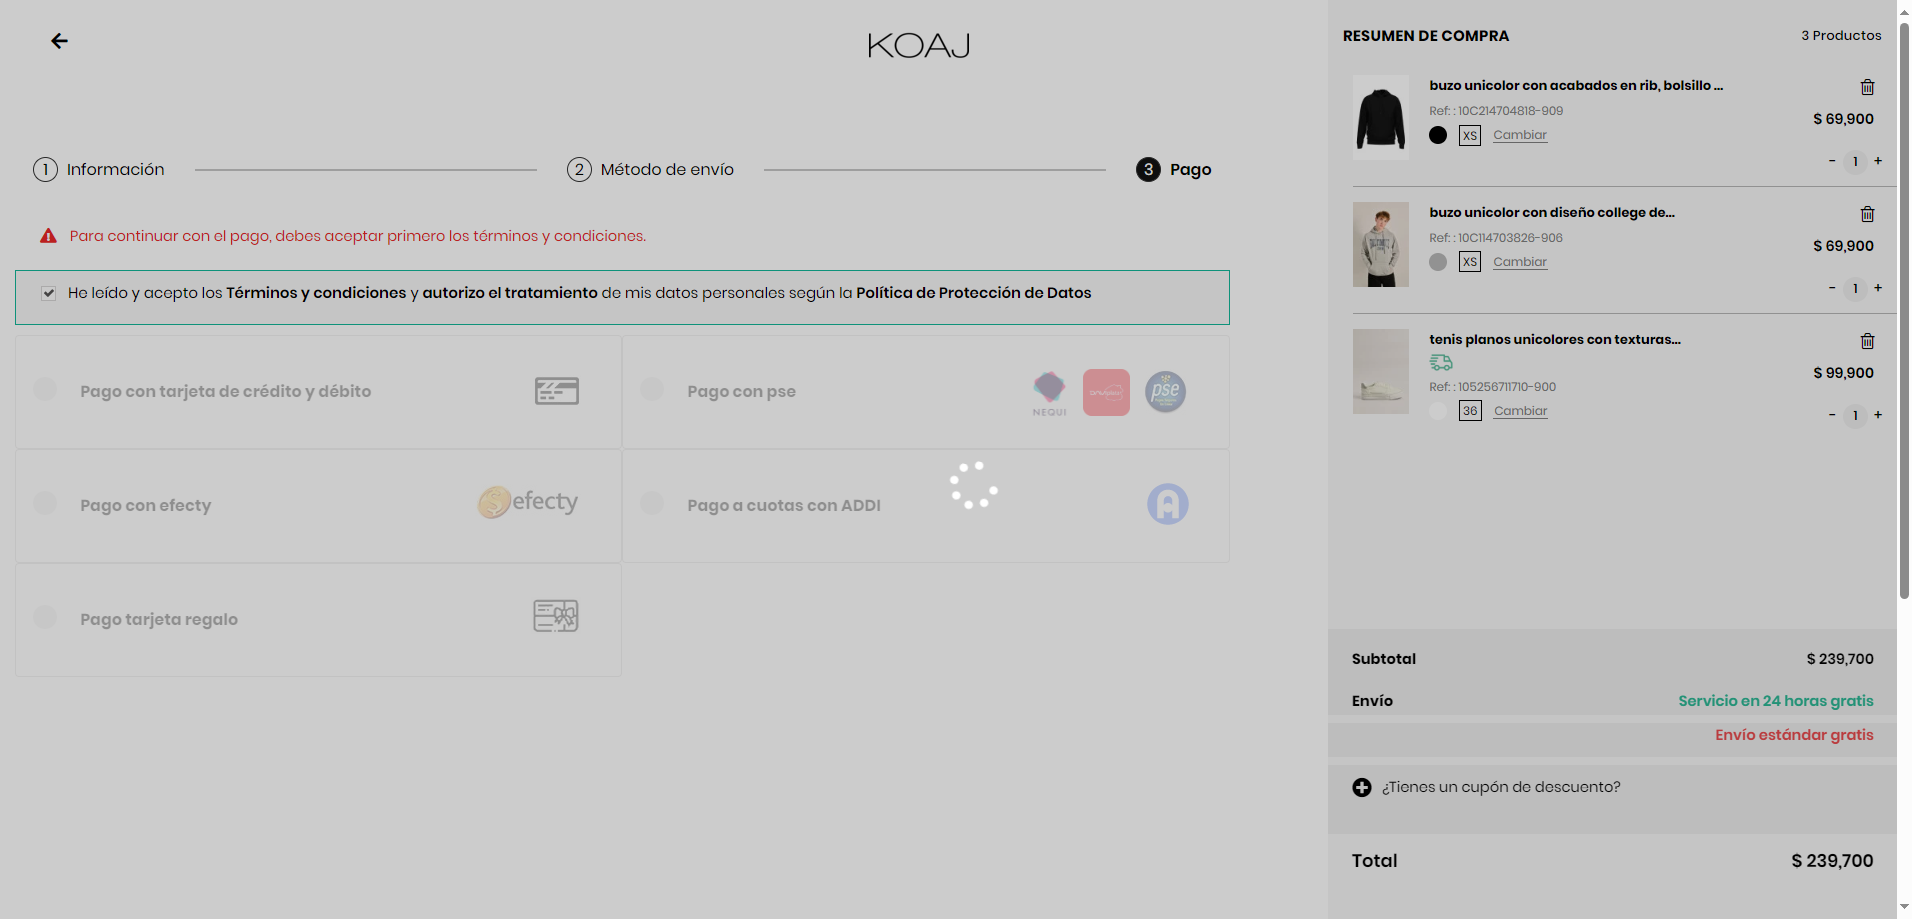 KOAJ
1 Información
2 Método de envío
3 Pago
Para continuar con el pago, debes aceptar primero los términos y condiciones.
He leído y acepto los Términos y condiciones y autorizo el tratamiento de mis datos personales según la Política de Protección de Datos
Pago con tarjeta de crédito y débito
Pago con pse
NEQUI
pse
Pago con efecty
efecty
Pago a cuotas con ADDI
Pago tarjeta regalo
RESUMEN DE COMPRA
3 Productos
buzo unicolor con acabados en rib, bolsillo ...
Ref: : 10C214704818-909
$ 69,900
XS Cambiar
- 1 +
buzo unicolor con diseño college de...
Ref: : 10C114703826-906
$ 69,900
XS Cambiar
- 1 +
tenis planos unicolores con texturas...
$ 99,900
Ref: : 105256711710-900
36 Cambiar
- 1 +
Subtotal
$ 239,700
Envío
Servicio en 24 horas gratis
Envío estándar gratis
¿Tienes un cupón de descuento?
Total
$ 239,700